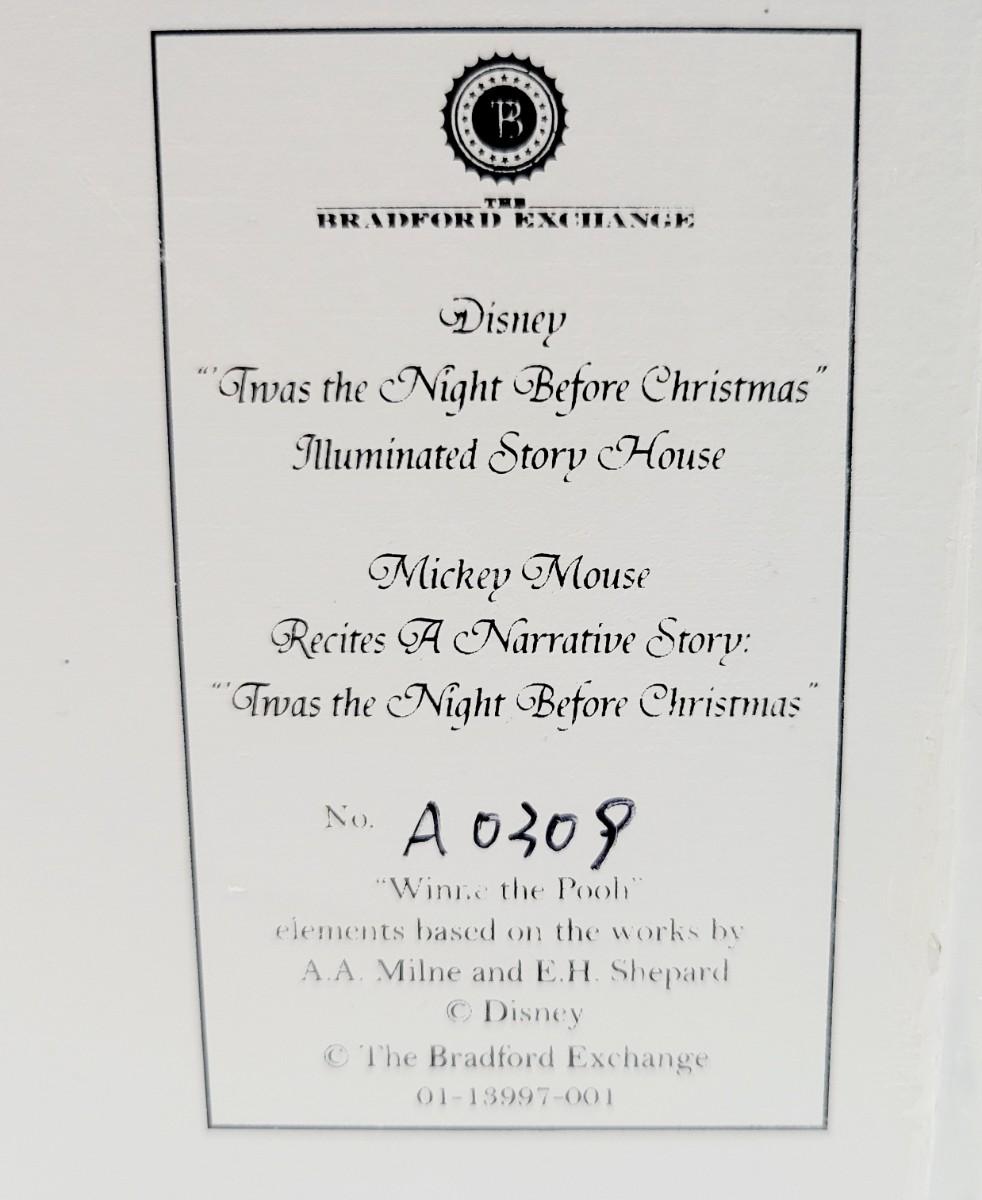 B
THE
BRADFORD EXCHANGE
Disney
"'Twas the Night Before Christmas"
Illuminated Story House
Mickey Mouse
Recites A Narrative Story:
"'Twas the Night Before Christmas"
No. A0309
"Winnie the Pooh"
elements based on the works by
A.A. Milne and E.H. Shepard
© Disney
© The Bradford Exchange
01-13997-001